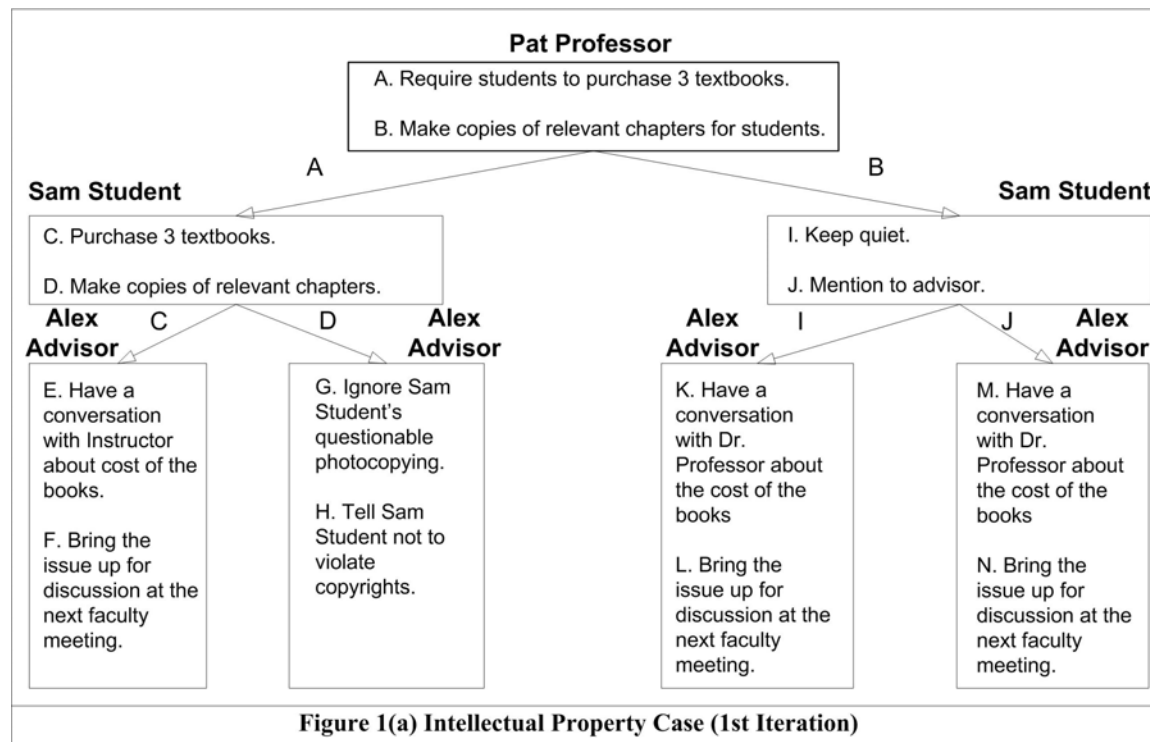 Pat Professor
A. Require students to purchase 3 textbooks.
B. Make copies of relevant chapters for students.
A
B
Sam Student
C. Purchase 3 textbooks.
D. Make copies of relevant chapters.
Sam Student
I. Keep quiet.
J. Mention to advisor.
Alex
Advisor
C
D
Alex
Advisor
Alex
Advisor
I
J
Alex
Advisor
E. Have a
conversation
with Instructor
about cost of the
books.
F. Bring the
issue up for
discussion at the
next faculty
meeting.
G. Ignore Sam
Student's
questionable
photocopying.
H. Tell Sam
Student not to
violate
copyrights.
K. Have a
conversation
with Dr.
Professor about
the cost of the
books
L. Bring the
issue up for
discussion at the
next faculty
meeting.
M. Have a
conversation
with Dr.
Professor about
the cost of the
books
N. Bring the
issue up for
discussion at the
next faculty
meeting.
Figure 1(a) Intellectual Property Case (1st Iteration)